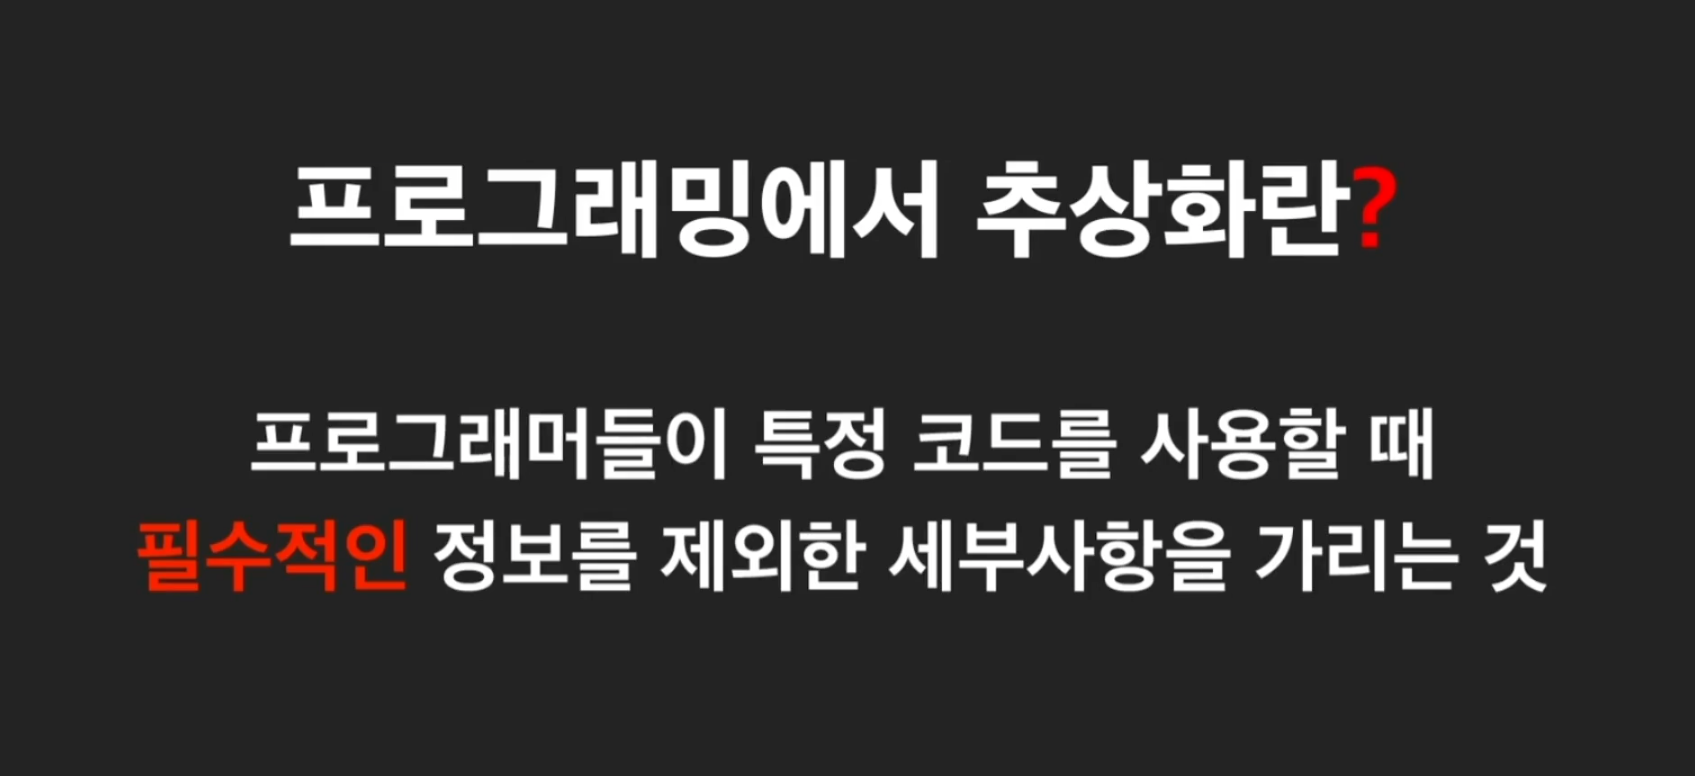 프로그래밍에서 추상화란?
프로그래머들이 특정 코드를 사용할 때
필수적인 정보를 제외한 세부사항을 가리는 것